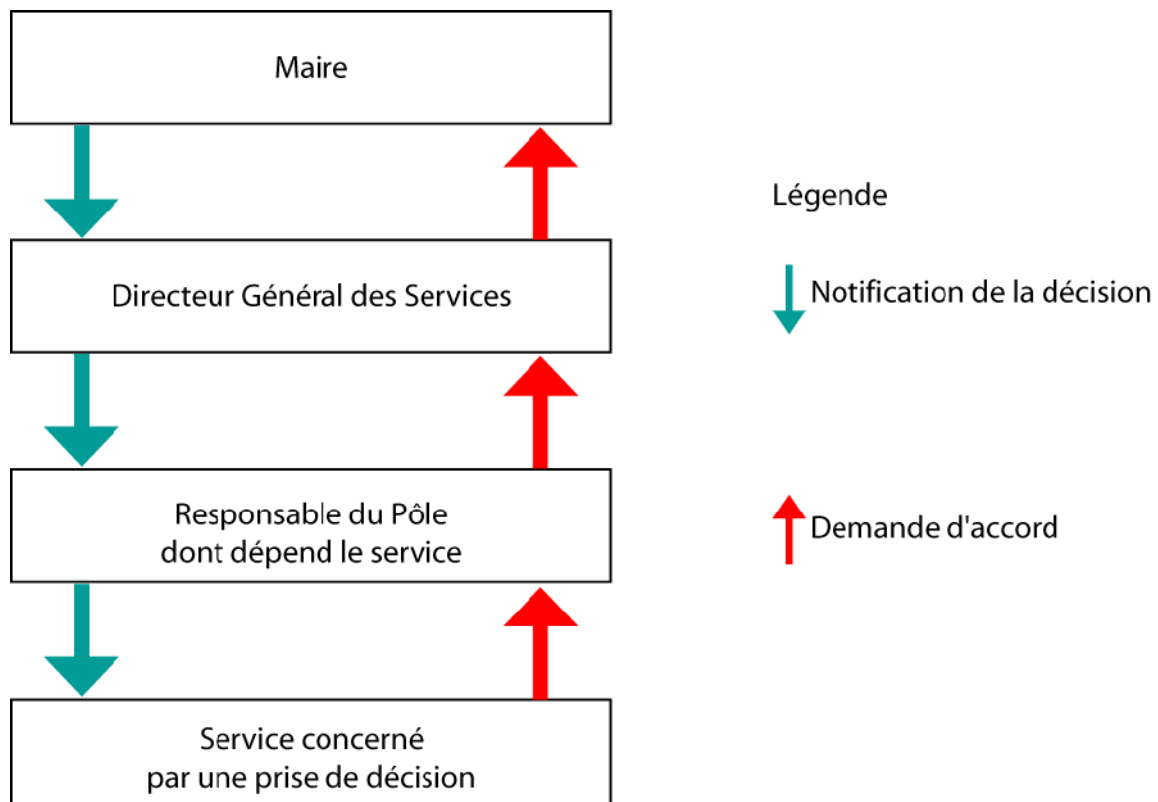 Maire
Légende
Directeur Général des Services
Notification de la décision
Responsable du Pôle
dont dépend le service
Demande d'accord
Service concerné
par une prise de décision